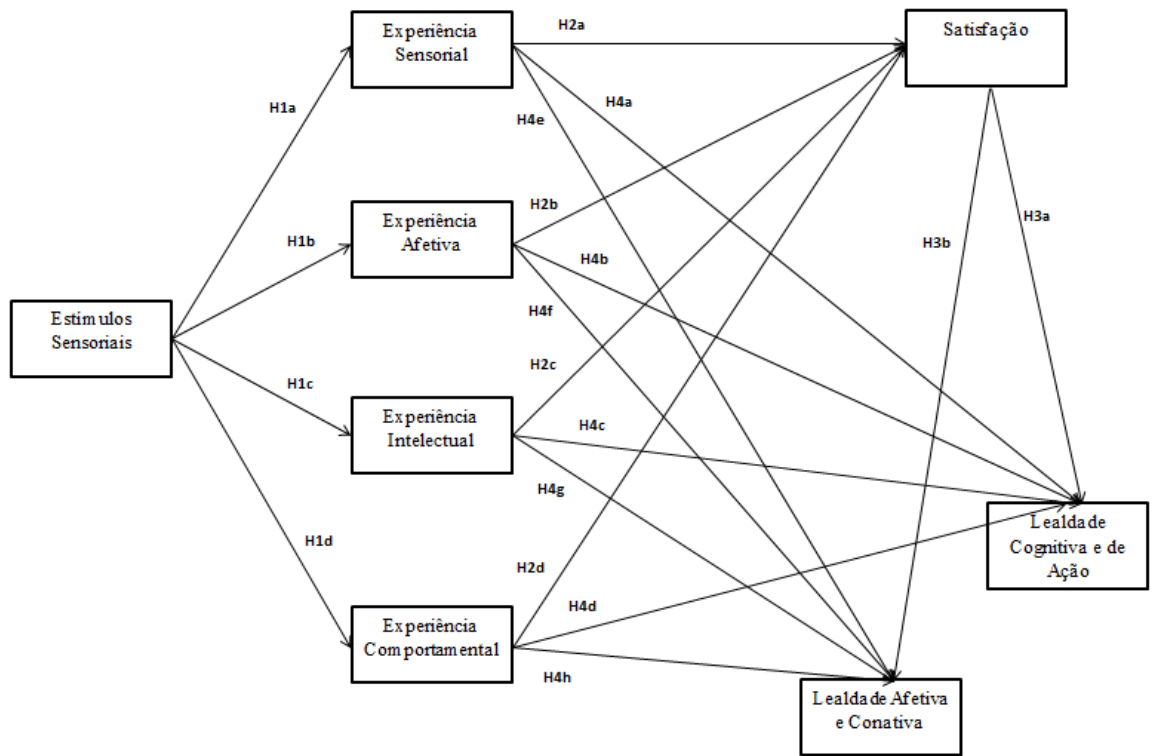 Experiência
Sensorial
H2a
Satisfação
H1a
H4a
H4e
Experiência
Afetiva
H2b
H3a
H1b
H3b
H4b
Estímulos
Sensoriais
H4f
H2c
H1c
Experiência
Intelectual
H4c
H4g
Lealdade
Cognitiva e de
Ação
H1d
H2d
H4d
Experiência
Comportamental
H4h
Lealdade Afetiva
e Conativa